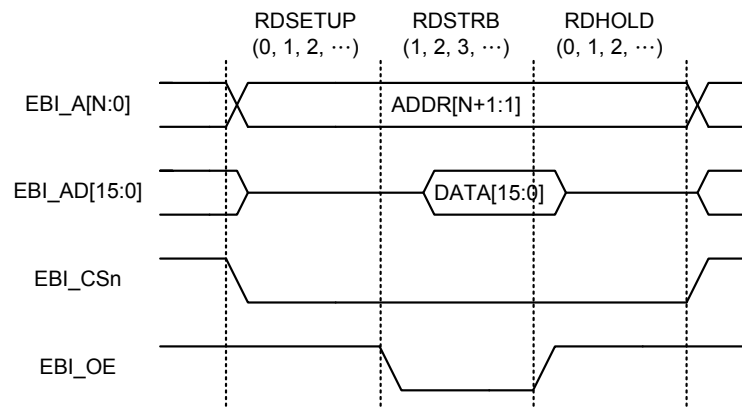 RDSETUP RDSTRB RDHOLD
(0, 1, 2, ···) (1, 2, 3, ···) (0, 1, 2, ···)
EBI_A[N:0] ADDR[N+1:1]
EBI_AD[15:0] DATA[15:0]
EBI_CSn
EBI_OE